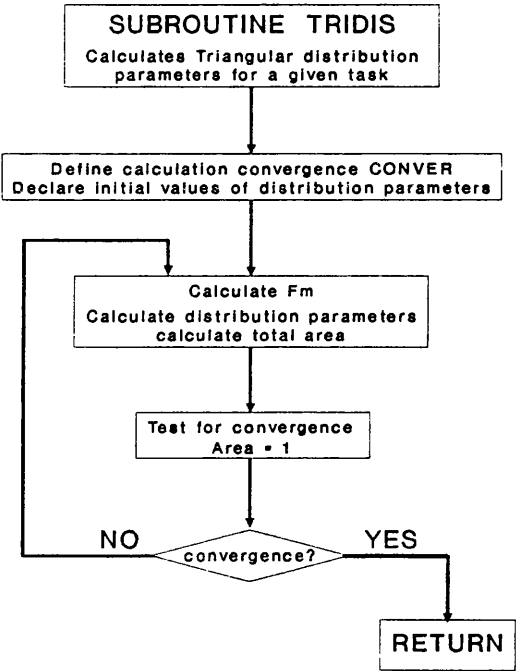 SUBROUTINE TRIDIS
Calculates Triangular distribution
parameters for a given task
Define calculation convergence CONVER
Declare initial values of distribution parameters
Calculate Fm
Calculate distribution parameters
calculate total area
Test for convergence
Area = 1
convergence?
NO
YES
RETURN